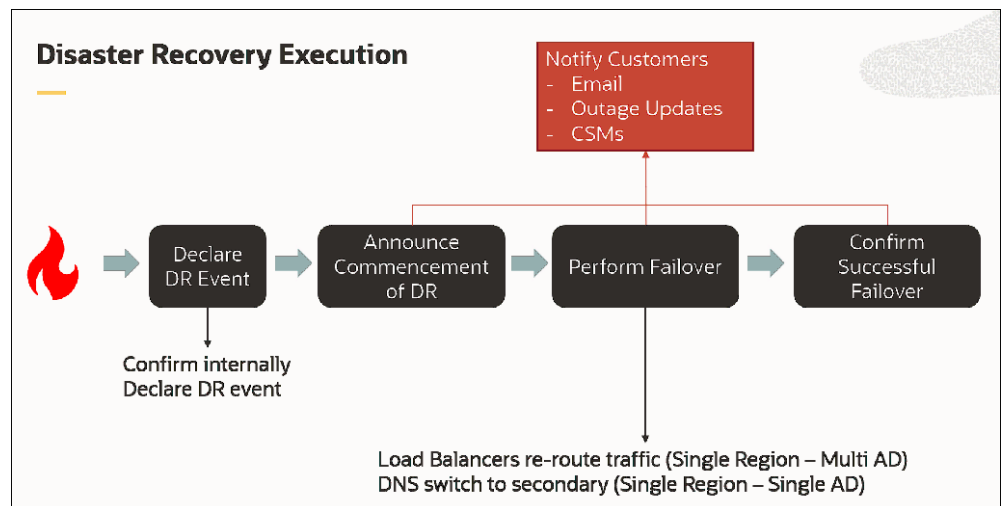 Disaster Recovery Execution
Notify Customers
- Email
- Outage Updates
- CSMs
Declare
DR Event
Announce
Commencement
of DR
Perform Failover
Confirm
Successful
Failover
Confirm internally
Declare DR event
Load Balancers re-route traffic (Single Region – Multi AD)
DNS switch to secondary (Single Region – Single AD)